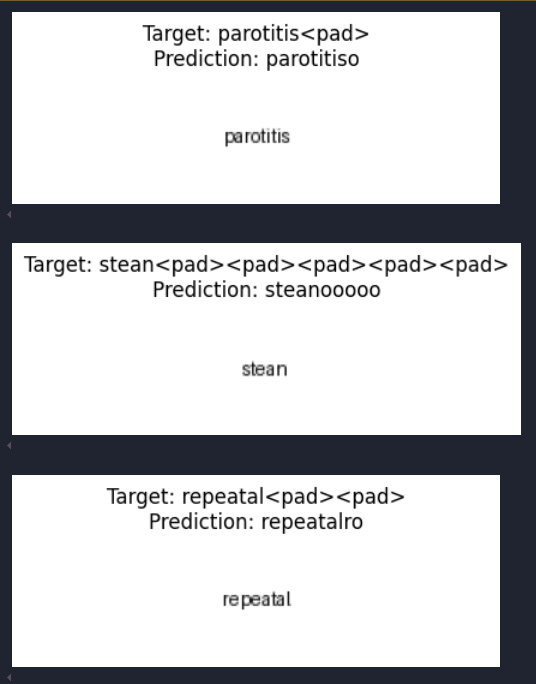 Target: parotitis<pad>
Prediction: parotitiso
parotitis
Target: stean<pad><pad><pad><pad><pad>
Prediction: steanooooo
stean
Target: repeatal<pad><pad>
Prediction: repeatalro
repeatal